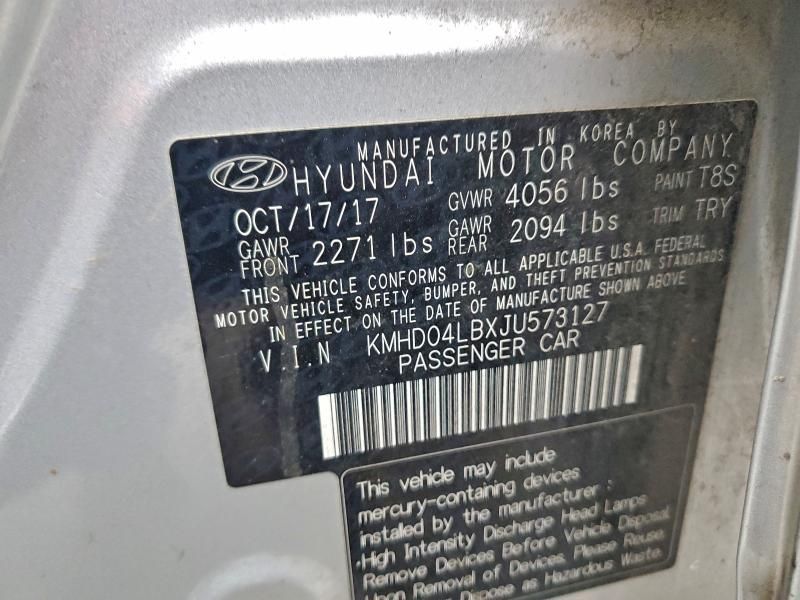 MANUFACTURED IN KOREA BY
HYUNDAI MOTOR COMPANY
OCT/17/17 GVWR 4056 lbs PAINT T8S
GAWR FRONT 2271 lbs GAWR REAR 2094 lbs TRIM TRY
THIS VEHICLE CONFORMS TO ALL APPLICABLE U.S.A. FEDERAL
MOTOR VEHICLE SAFETY, BUMPER, AND THEFT PREVENTION STANDARDS
IN EFFECT ON THE DATE OF MANUFACTURE SHOWN ABOVE
V.I.N KMHD04LBXJU573127
PASSENGER CAR
This vehicle may include
mercury-containing devices
installed by the manufacturer :
·High Intensity Discharge Head Lamps
Remove Devices Before Vehicle Disposal
Upon Removal of Devices, Please Reuse,
Dispose as Hazardous Waste.